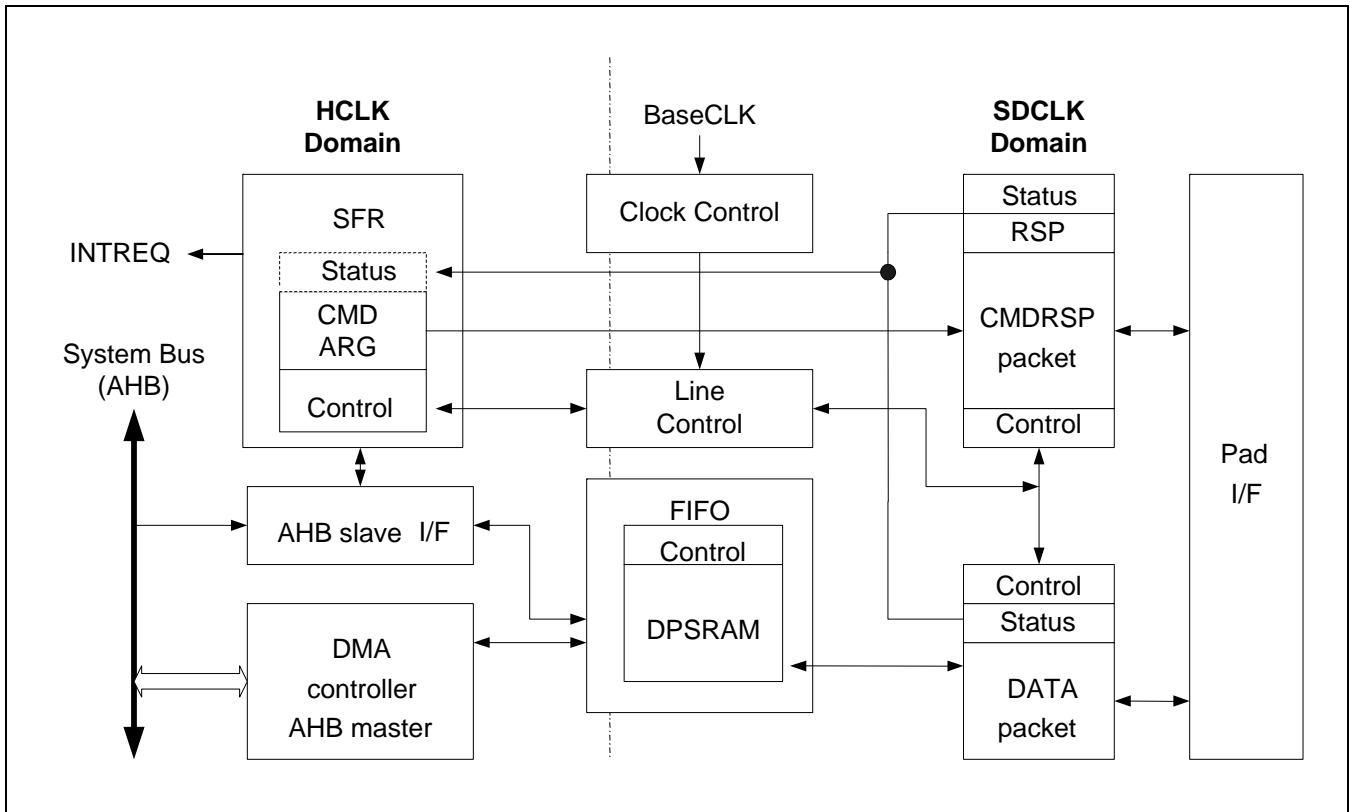 HCLK
Domain
BaseCLK
SDCLK
Domain
SFR
Status
CMD
ARG
Control
INTREQ
System Bus
(AHB)
AHB slave I/F
DMA
controller
AHB master
Clock Control
Line
Control
FIFO
Control
DPSRAM
Status
RSP
CMDRSP
packet
Control
Control
Status
DATA
packet
Pad
I/F